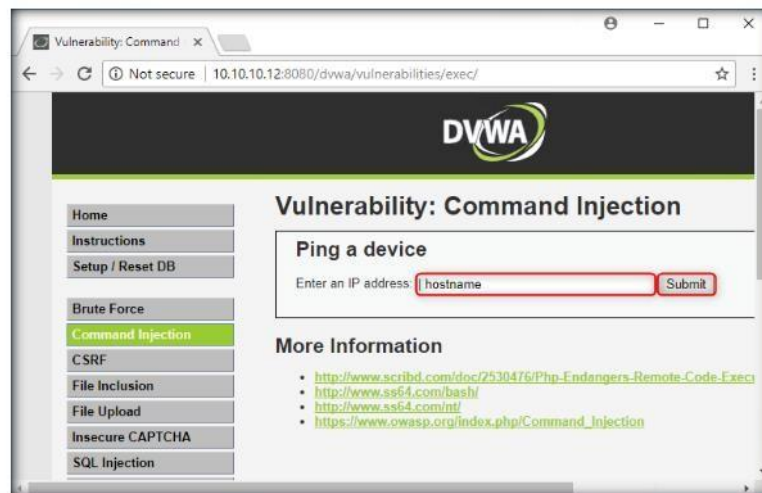 Vulnerability: Command
Not secure | 10.10.10.12:8080/dvwa/vulnerabilities/exec/
DVWA
Home
Instructions
Setup / Reset DB
Brute Force
Command Injection
CSRF
File Inclusion
File Upload
Insecure CAPTCHA
SQL Injection
Vulnerability: Command Injection
Ping a device
Enter an IP address: | hostname Submit
More Information
http://www.scribd.com/doc/2530476/Php-Endangers-Remote-Code-Execu
http://www.ss64.com/bash/
http://www.ss64.com/nt/
https://www.owasp.org/index.php/Command_Injection